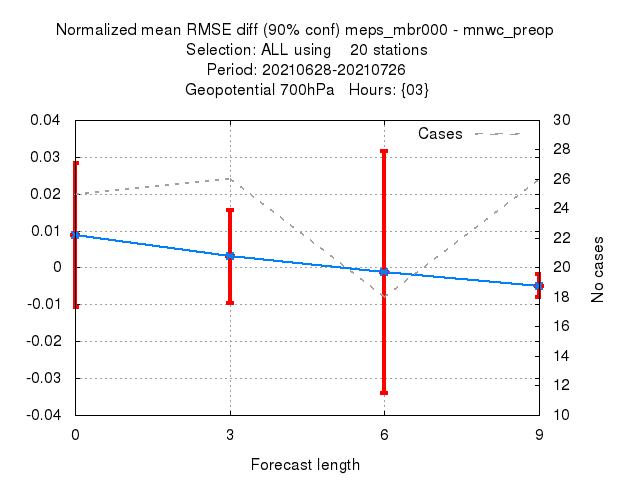 Normalized mean RMSE diff (90% conf) meps_mbr000 - mnwc_preop
Selection: ALL using    20 stations
Period: 20210628-20210726
Geopotential 700hPa   Hours: {03}
Cases
0.04
0.03
0.02
0.01
0
-0.01
-0.02
-0.03
-0.04
30
28
26
24
22
20
18
16
14
12
10
No cases
0 3 6 9
Forecast length